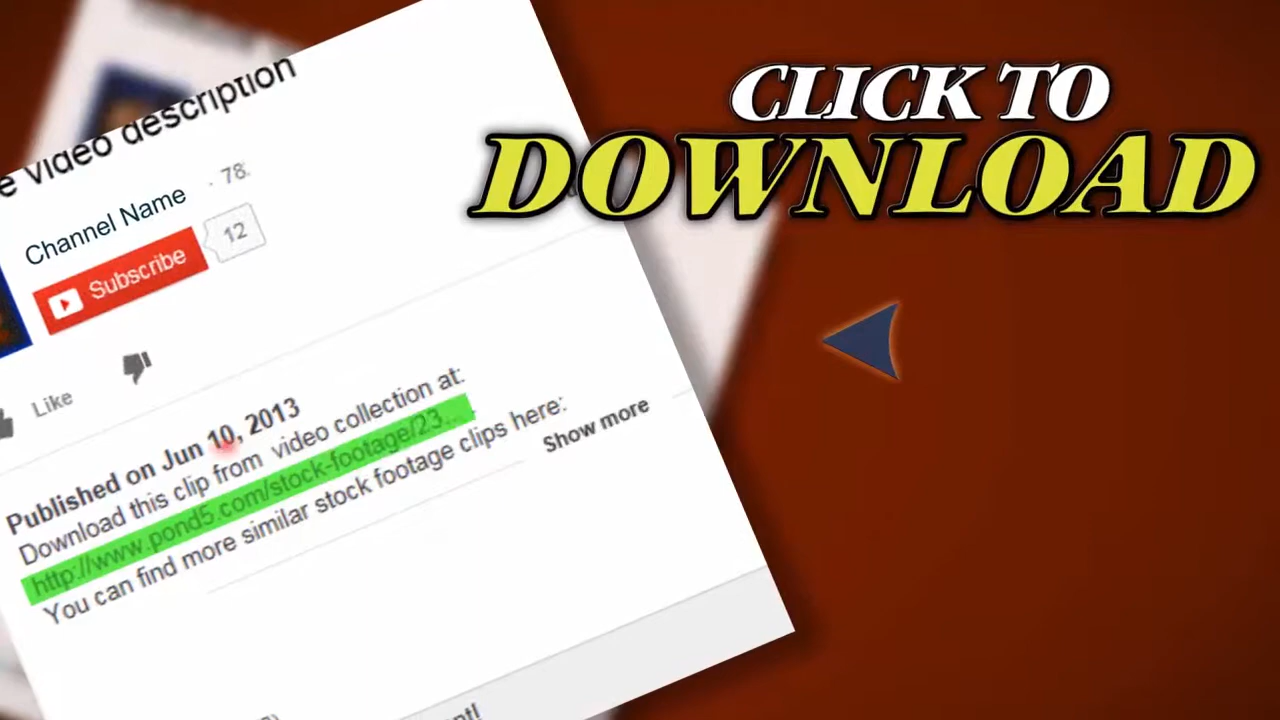 CLICK TO
DOWNLOAD
video description
Channel Name
78
Subscribe
12
Like
Published on Jun 10, 2013
Download this clip from video collection at:
http://www.pond5.com/stock-footage/23...
You can find more similar stock footage clips here:
Show more